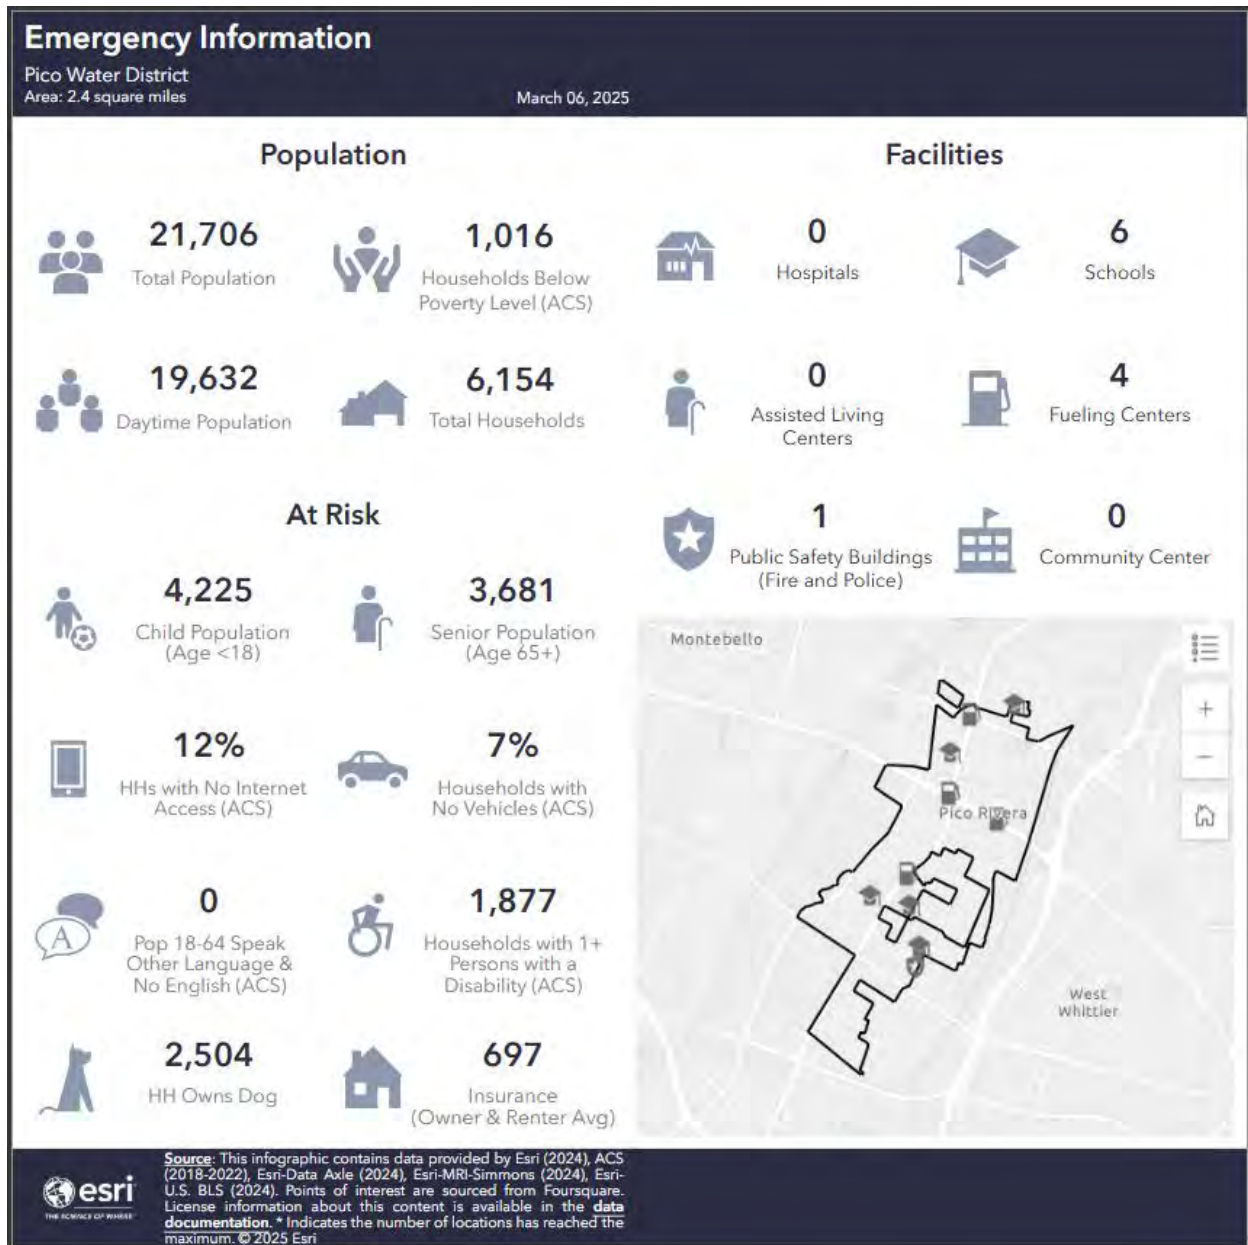 Emergency Information
Pico Water District
Area: 2.4 square miles
March 06, 2025
Population
21,706
Total Population
1,016
Households Below
Poverty Level (ACS)
19,632
Daytime Population
6,154
Total Households
At Risk
4,225
Child Population
(Age <18)
3,681
Senior Population
(Age 65+)
12%
HHs with No Internet
Access (ACS)
7%
Households with
No Vehicles (ACS)
A
0
Pop 18-64 Speak
Other Language &
No English (ACS)
1,877
Households with 1+
Persons with a
Disability (ACS)
2,504
HH Owns Dog
697
Insurance
(Owner & Renter Avg)
Facilities
0
Hospitals
6
Schools
0
Assisted Living
Centers
4
Fueling Centers
1
Public Safety Buildings
(Fire and Police)
0
Community Center
Montebello
Pico Rivera
West
Whittier
+
−
esri
THE SCIENCE OF WHERE
Source: This infographic contains data provided by Esri (2024), ACS
(2018-2022), Esri-Data Axle (2024), Esri-MRI-Simmons (2024), Esri-
U.S. BLS (2024). Points of interest are sourced from Foursquare.
License information about this content is available in the data
documentation. * Indicates the number of locations has reached the
maximum. © 2025 Esri